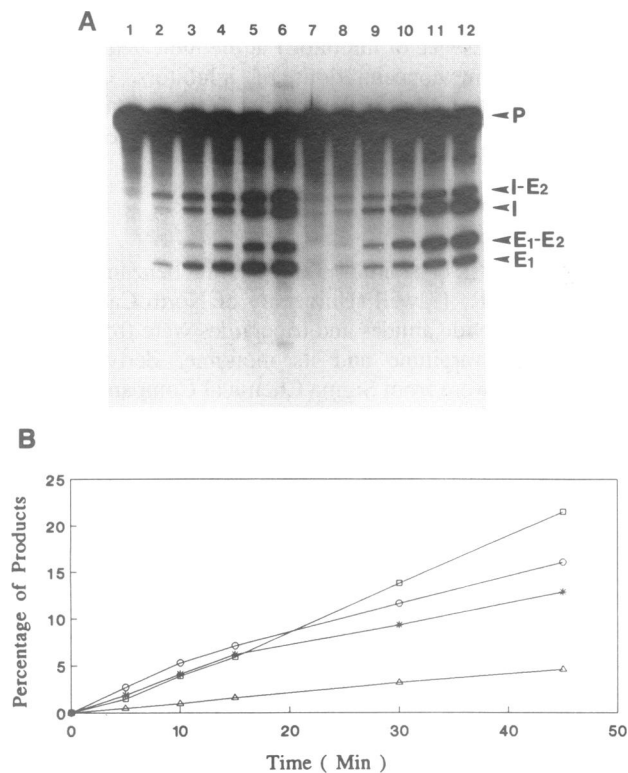 A
1 2 3 4 5 6 7 8 9 10 11 12
P
I-E2
I
E1-E2
E1
B
25
20
15
10
5
0
Percentage of Products
0 10 20 30 40 50
Time ( Min )